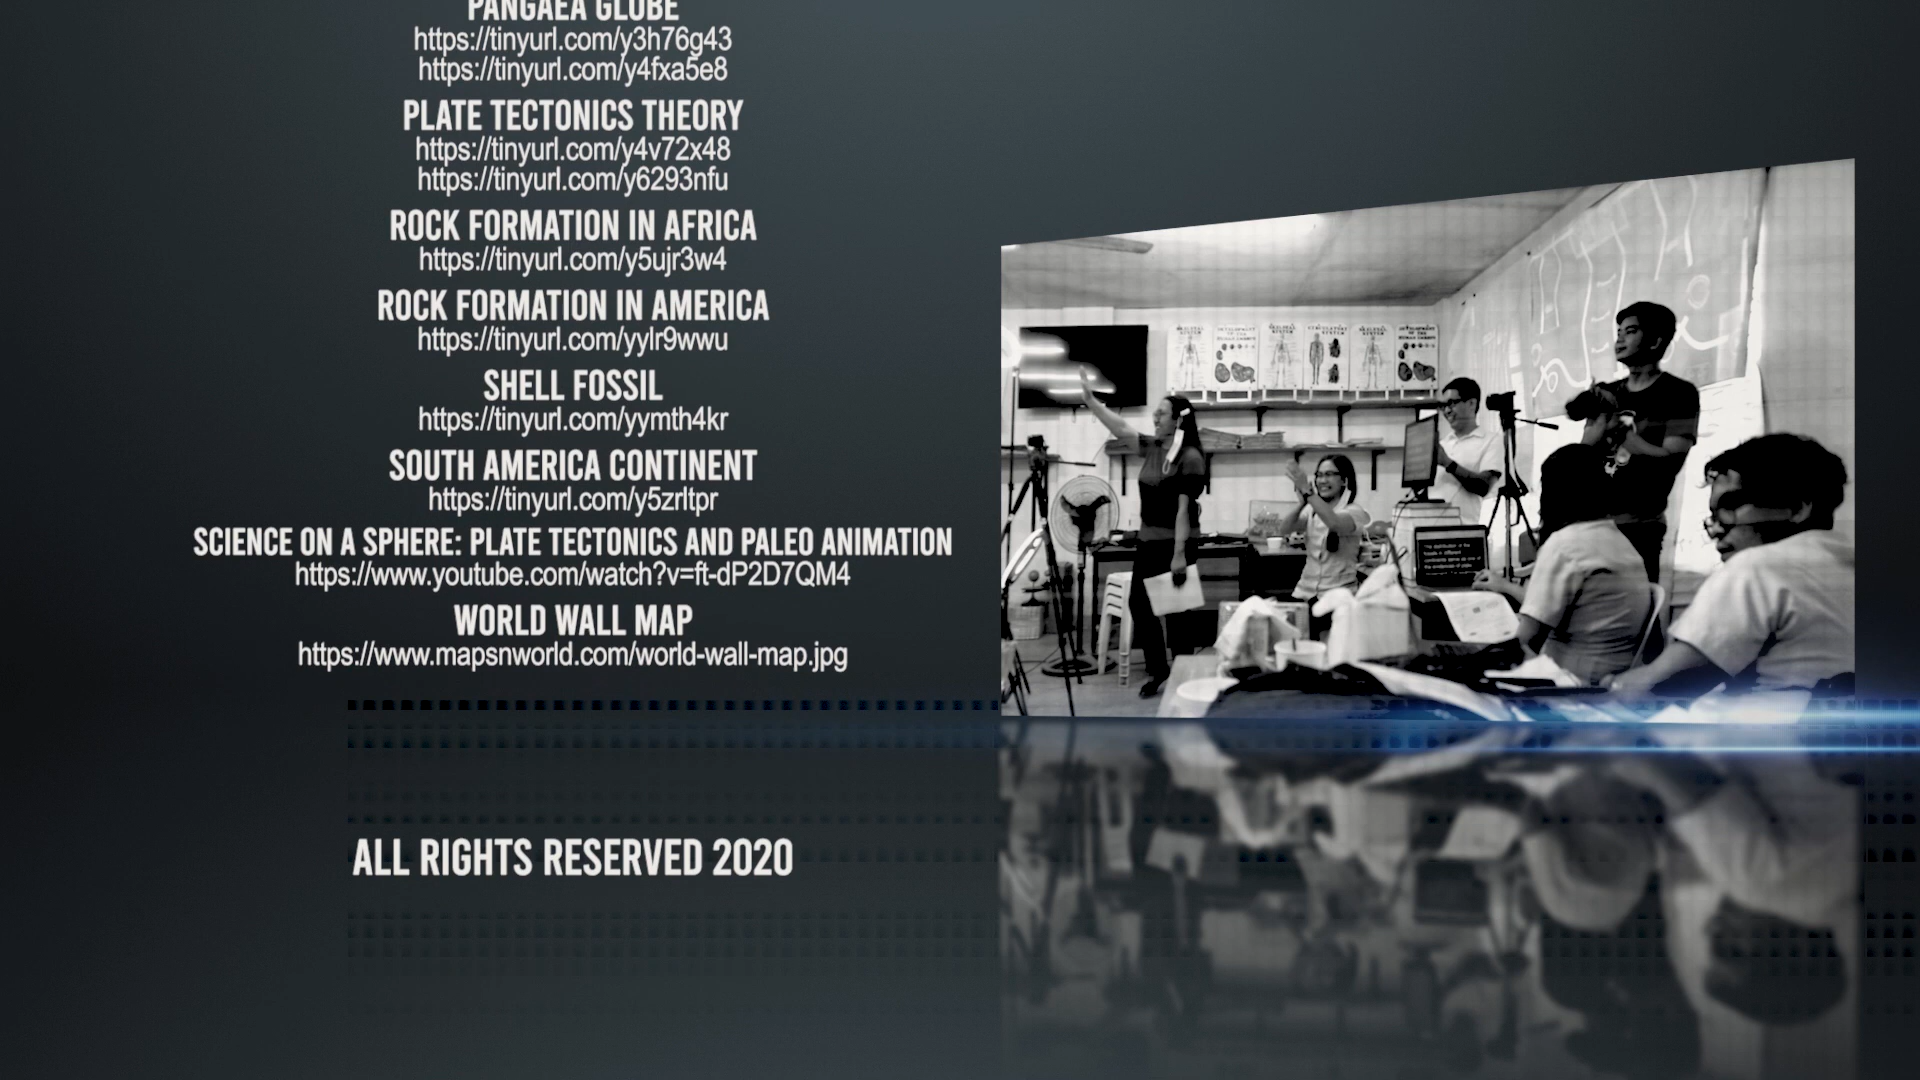 PANGAEA GLOBE
https://tinyurl.com/y3h76g43
https://tinyurl.com/y4fxa5e8
PLATE TECTONICS THEORY
https://tinyurl.com/y4v72x48
https://tinyurl.com/y6293nfu
ROCK FORMATION IN AFRICA
https://tinyurl.com/y5ujr3w4
ROCK FORMATION IN AMERICA
https://tinyurl.com/yylr9wwu
SHELL FOSSIL
https://tinyurl.com/yymth4kr
SOUTH AMERICA CONTINENT
https://tinyurl.com/y5zrltpr
SCIENCE ON A SPHERE: PLATE TECTONICS AND PALEO ANIMATION
https://www.youtube.com/watch?v=ft-dP2D7QM4
WORLD WALL MAP
https://www.mapsnworld.com/world-wall-map.jpg
ALL RIGHTS RESERVED 2020